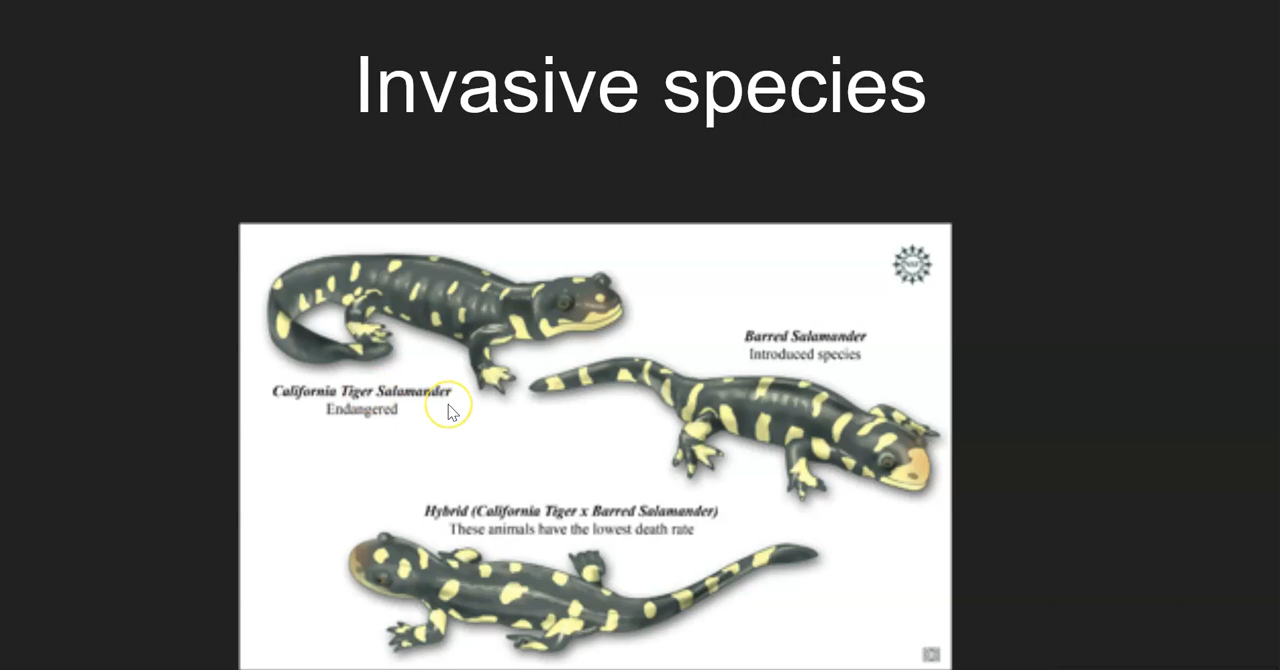 Invasive species
Barred Salamander
Introduced species
California Tiger Salamander
Endangered
Hybrid (California Tiger x Barred Salamander)
These animals have the lowest death rate